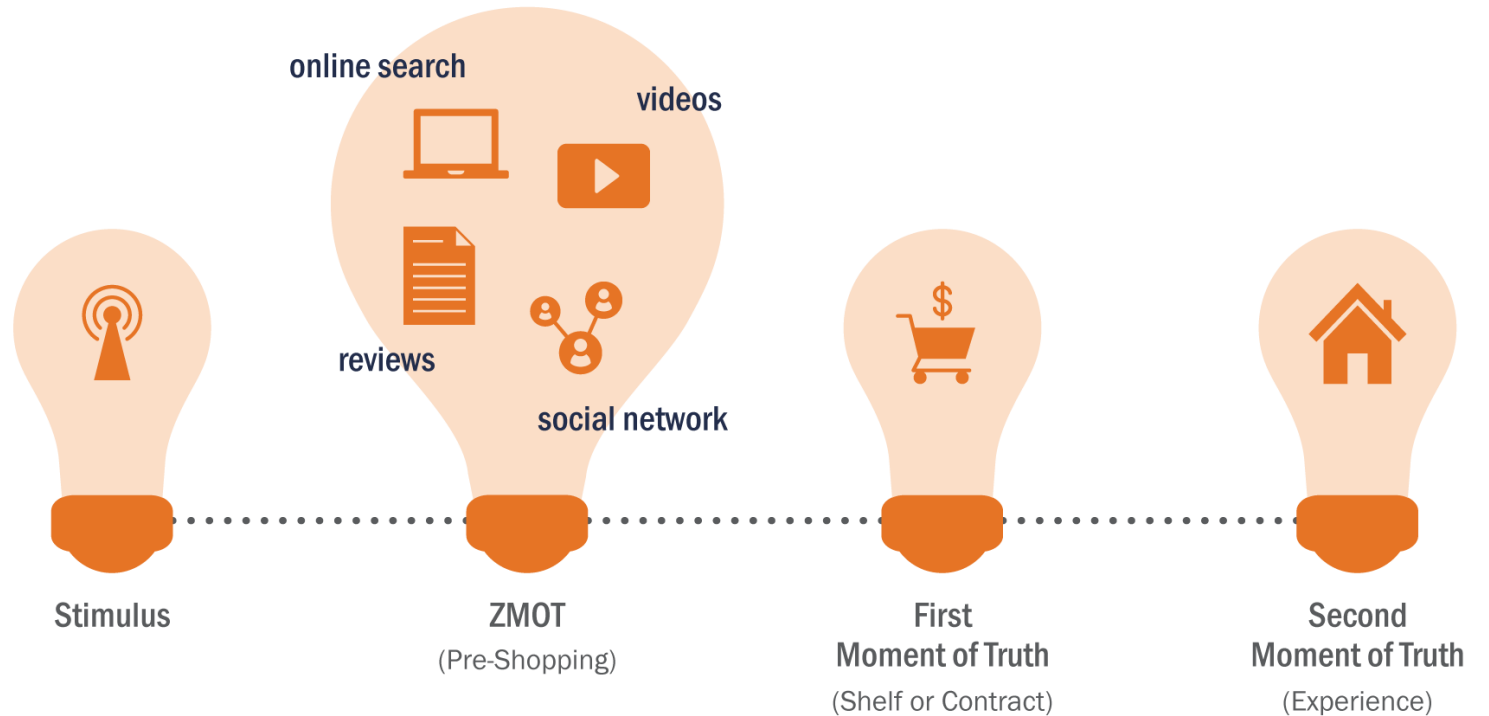 online search
videos
reviews
social network
$
Stimulus
ZMOT
(Pre-Shopping)
First
Moment of Truth
(Shelf or Contract)
Second
Moment of Truth
(Experience)